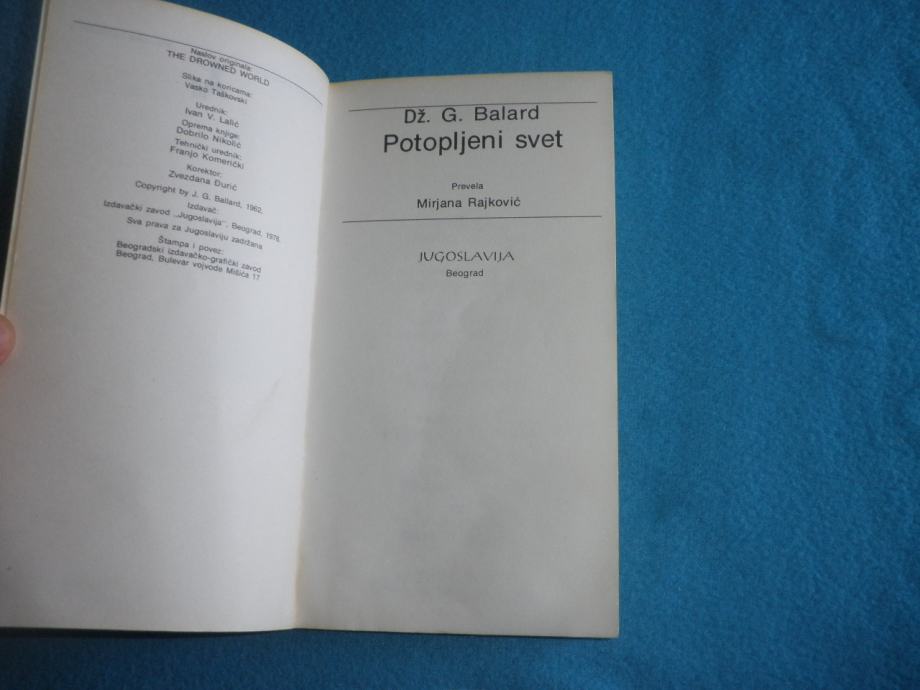 Naslov originala:
THE DROWNED WORLD
Slika na koricama:
Vasko Taškovski
Urednik:
Ivan V. Lalić
Oprema knjige:
Dobrilo Nikolić
Tehnički urednik:
Franjo Komerički
Korektor:
Zvezdana Đurić
Copyright by J. G. Ballard, 1962.
Izdavač:
Izdavački zavod „Jugoslavija", Beograd, 1978.
Sva prava za Jugoslaviju zadržana
Štampa i povez:
Beogradski izdavačko-grafički zavod
Beograd, Bulevar vojvode Mišića 17
Dž. G. Balard
Potopljeni svet
Prevela
Mirjana Rajković
JUGOSLAVIJA
Beograd